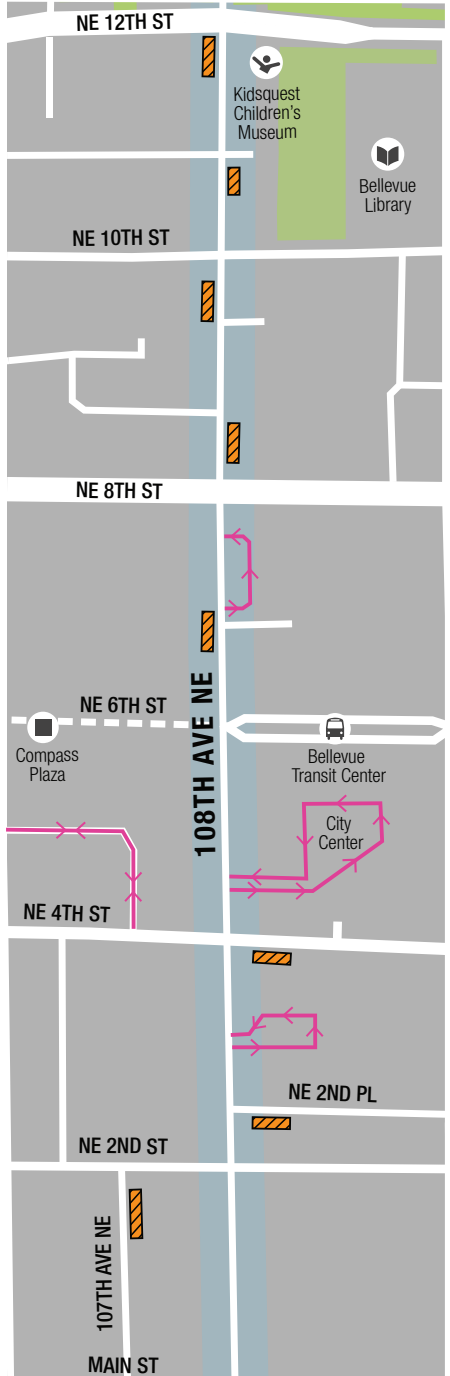 NE 12TH ST
Kidsquest
Children's
Museum
Bellevue
Library
NE 10TH ST
NE 8TH ST
NE 6TH ST
108TH AVE NE
Compass
Plaza
Bellevue
Transit Center
City
Center
NE 4TH ST
NE 2ND PL
NE 2ND ST
107TH AVE NE
MAIN ST